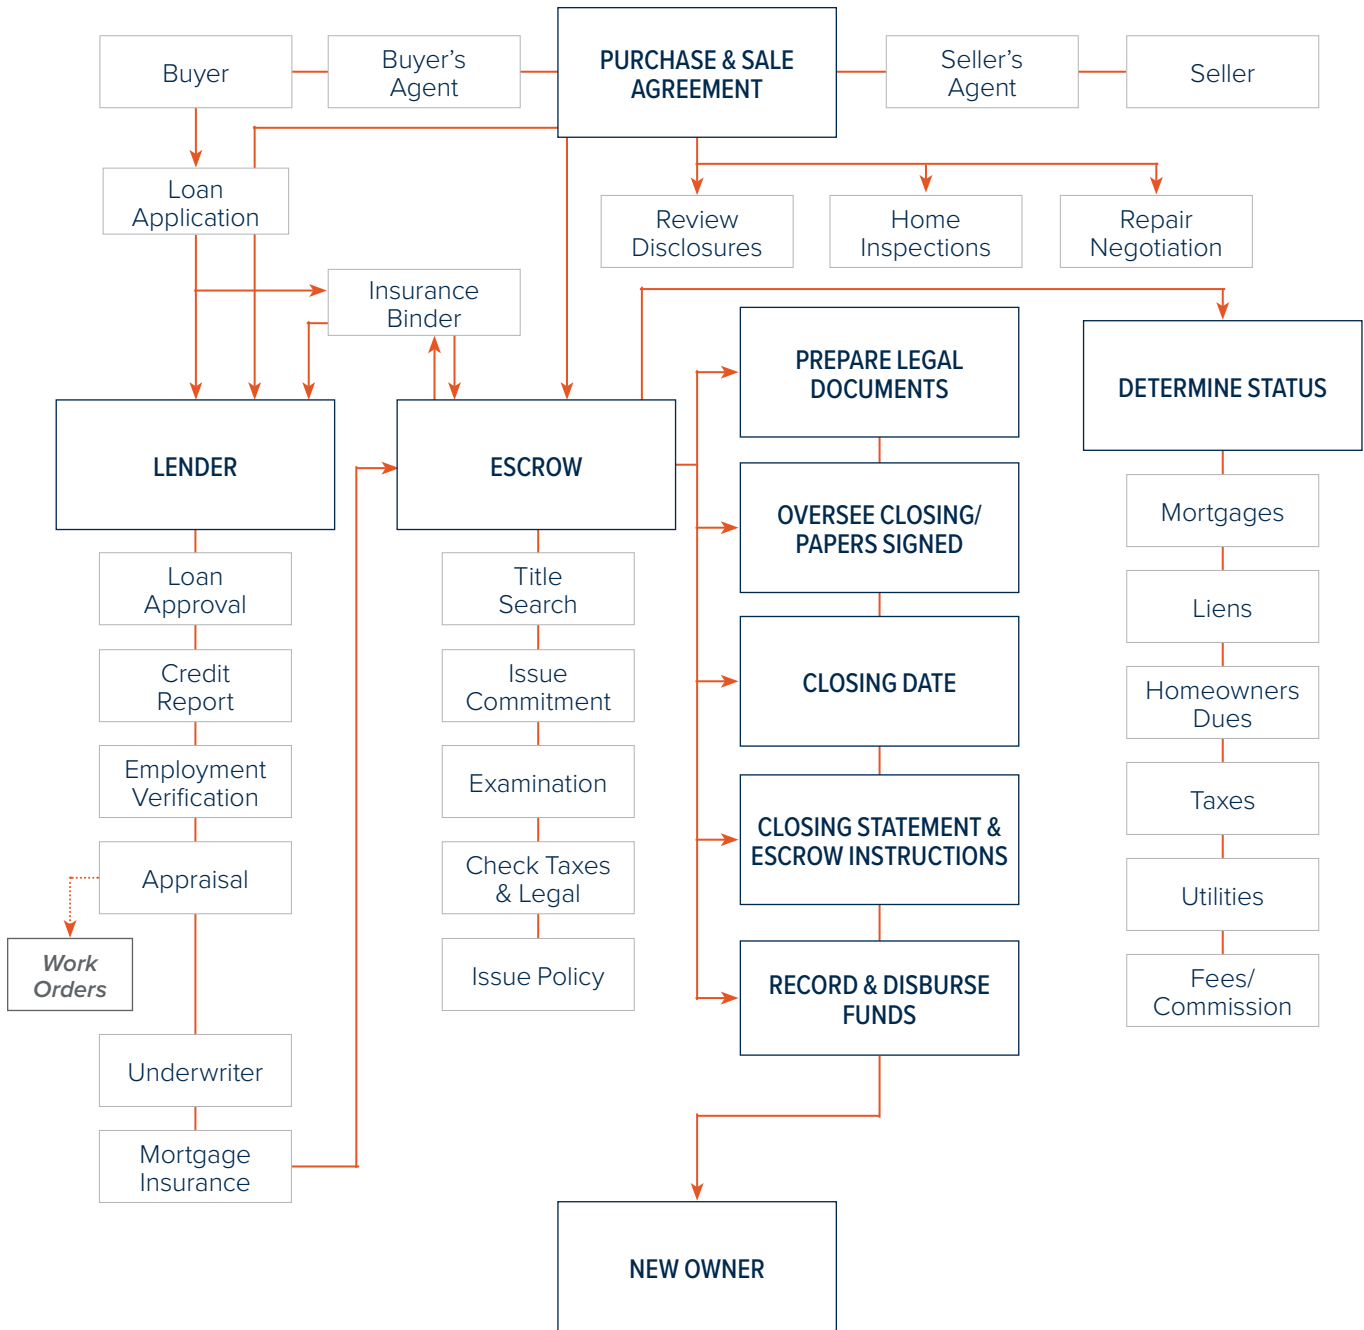 Buyer
Buyer’s
Agent
PURCHASE & SALE
AGREEMENT
Seller’s
Agent
Seller
Loan
Application
Review
Disclosures
Home
Inspections
Repair
Negotiation
Insurance
Binder
LENDER
ESCROW
PREPARE LEGAL
DOCUMENTS
DETERMINE STATUS
OVERSEE CLOSING/
PAPERS SIGNED
CLOSING DATE
CLOSING STATEMENT &
ESCROW INSTRUCTIONS
RECORD & DISBURSE
FUNDS
Loan
Approval
Credit
Report
Employment
Verification
Appraisal
Work
Orders
Underwriter
Mortgage
Insurance
Title
Search
Issue
Commitment
Examination
Check Taxes
& Legal
Issue Policy
Mortgages
Liens
Homeowners
Dues
Taxes
Utilities
Fees/
Commission
NEW OWNER